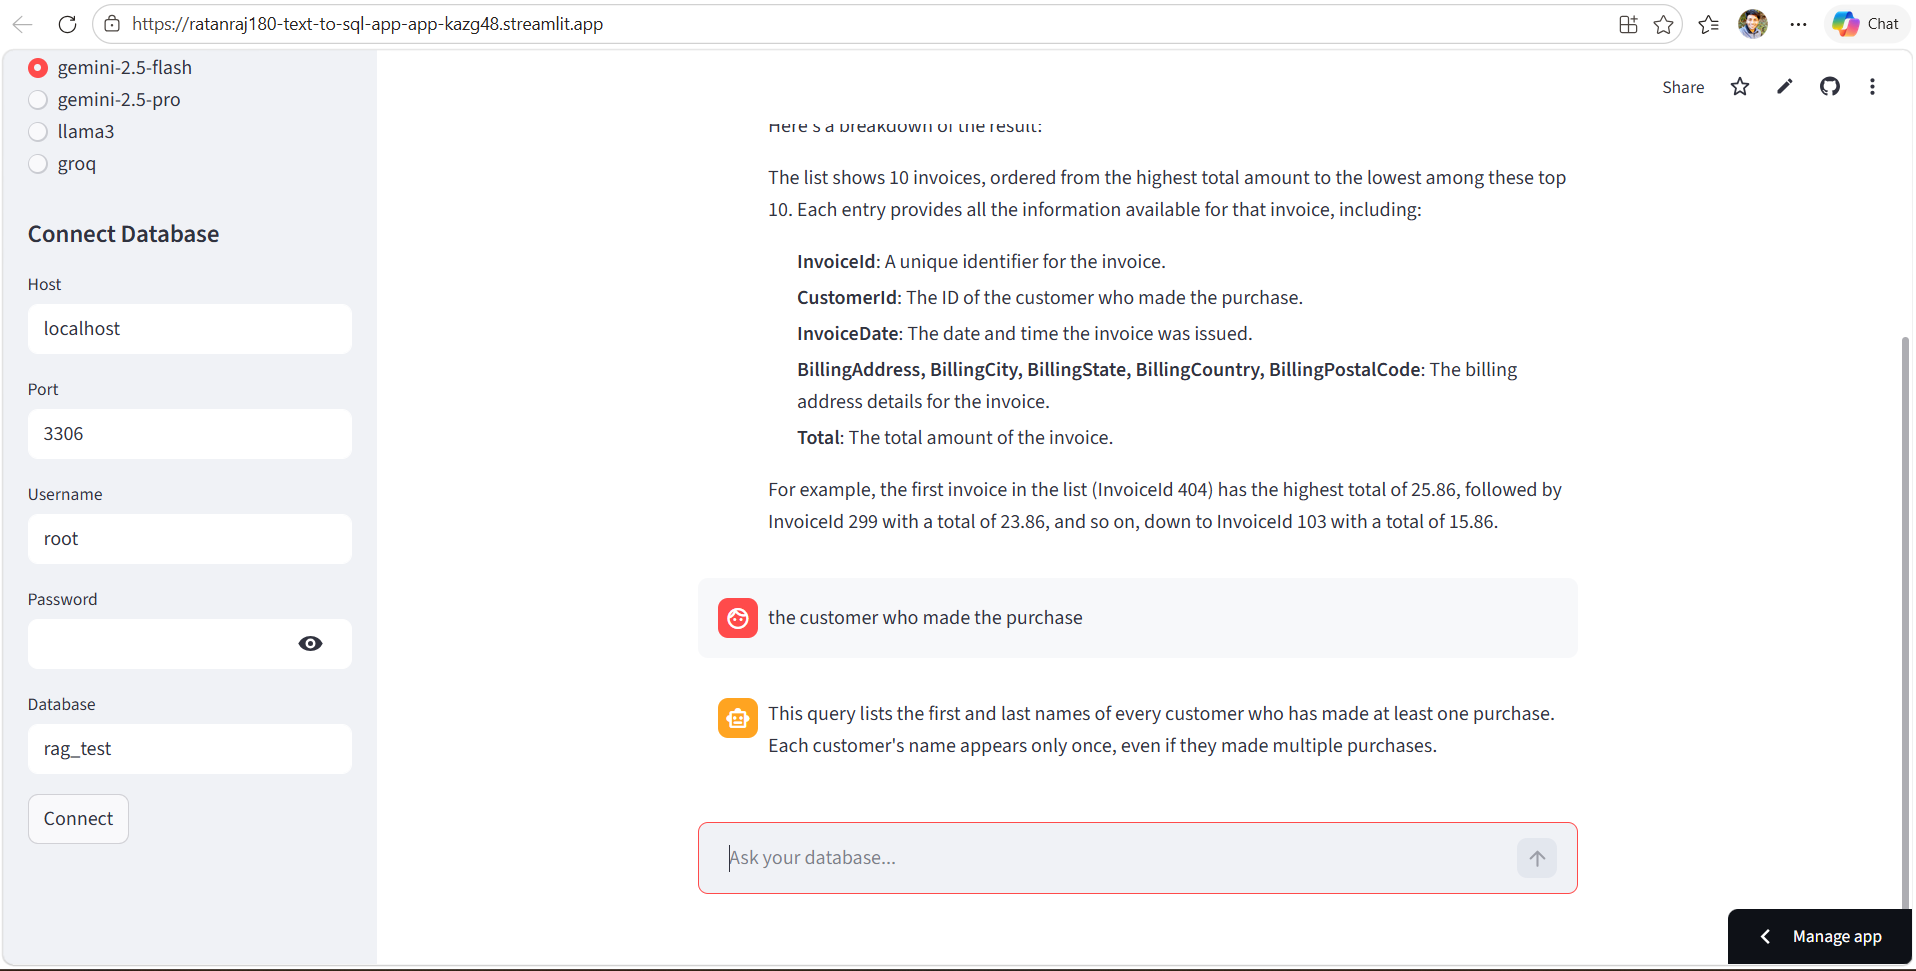 https://ratanraj180-text-to-sql-app-app-kazg48.streamlit.app
Chat
gemini-2.5-flash
gemini-2.5-pro
llama3
groq
Connect Database
Host
localhost
Port
3306
Username
root
Password
Database
rag_test
Connect
Share
Here's a breakdown of the result:
The list shows 10 invoices, ordered from the highest total amount to the lowest among these top
10. Each entry provides all the information available for that invoice, including:
InvoiceId: A unique identifier for the invoice.
CustomerId: The ID of the customer who made the purchase.
InvoiceDate: The date and time the invoice was issued.
BillingAddress, BillingCity, BillingState, BillingCountry, BillingPostalCode: The billing
address details for the invoice.
Total: The total amount of the invoice.
For example, the first invoice in the list (InvoiceId 404) has the highest total of 25.86, followed by
InvoiceId 299 with a total of 23.86, and so on, down to InvoiceId 103 with a total of 15.86.
the customer who made the purchase
This query lists the first and last names of every customer who has made at least one purchase.
Each customer's name appears only once, even if they made multiple purchases.
Ask your database...
Manage app